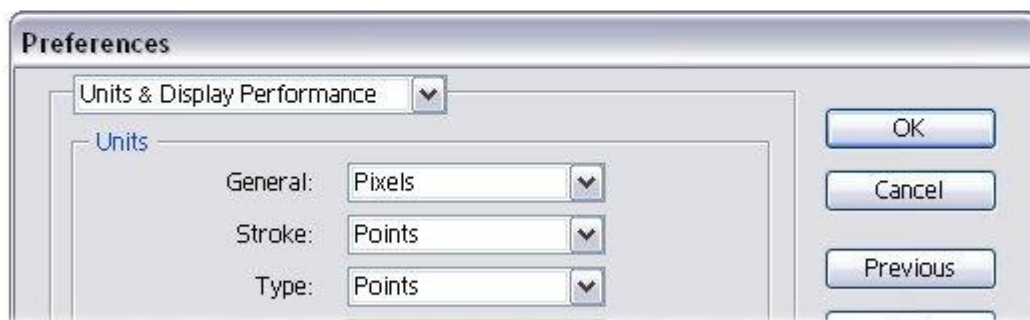 Preferences
Units & Display Performance
Units
OK
General: Pixels
Cancel
Stroke: Points
Previous
Type: Points